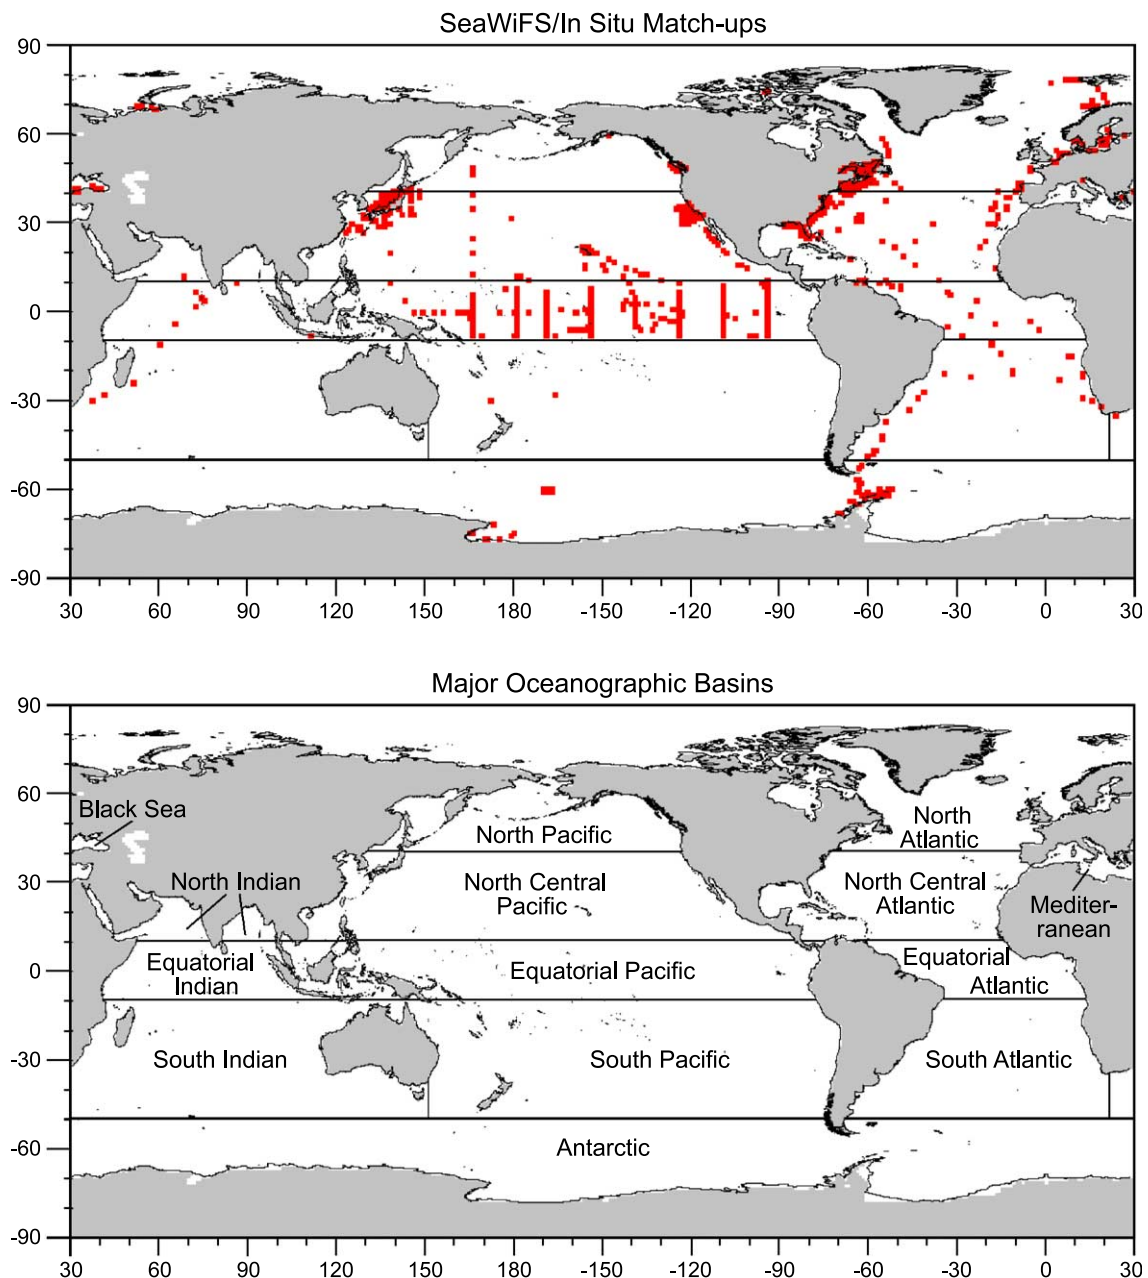 SeaWiFS/In Situ Match-ups
90
60
30
0
-30
-60
-90
30 60 90 120 150 180 -150 -120 -90 -60 -30 0 30
Major Oceanographic Basins
90
60
30
0
-30
-60
-90
Black Sea
North Pacific
North
Atlantic
North Indian
North Central
Pacific
North Central
Atlantic
Mediter-
ranean
Equatorial
Indian
Equatorial Pacific
Equatorial
Atlantic
South Indian
South Pacific
South Atlantic
Antarctic
30 60 90 120 150 180 -150 -120 -90 -60 -30 0 30